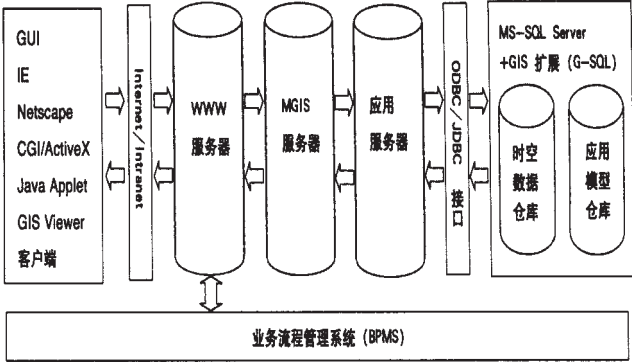 GUI
IE
Netscape
CGI/ActiveX
Java Applet
GIS Viewer
客户端
Internet/Intranet
WWW
服务器
MGIS
服务器
应用
服务器
ODBC/JDBC 接口
MS-SQL Server
+GIS 扩展(G-SQL)
时空
数据
仓库
应用
模型
仓库
业务流程管理系统(BPMS)